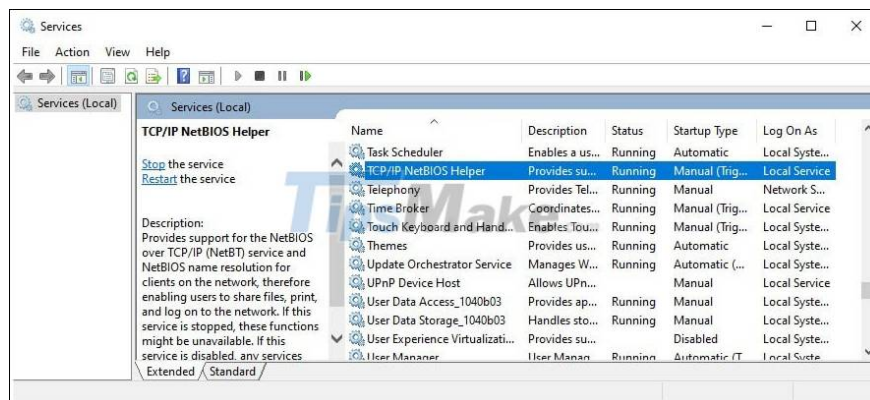 Services
File Action View Help
Services (Local)
Services (Local)
TCP/IP NetBIOS Helper
Stop the service
Restart the service
Description:
Provides support for the NetBIOS
over TCP/IP (NetBT) service and
NetBIOS name resolution for
clients on the network, therefore
enabling users to share files, print,
and log on to the network. If this
service is stopped, these functions
might be unavailable. If this
service is disabled, any services
Name Description Status Startup Type Log On As
Task Scheduler Enables a us... Running Automatic Local Syste...
TCP/IP NetBIOS Helper Provides su... Running Manual (Trig... Local Service
Telephony Provides Tel... Running Manual Network S...
Time Broker Coordinates... Running Manual (Trig... Local Service
Touch Keyboard and Hand... Enables Tou... Running Manual (Trig... Local Syste...
Themes Provides us... Running Automatic Local Syste...
Update Orchestrator Service Manages W... Running Automatic (... Local Syste...
UPnP Device Host Allows UPn... Manual Local Service
User Data Access_1040b03 Provides ap... Running Manual Local Syste...
User Data Storage_1040b03 Handles sto... Running Manual Local Syste...
User Experience Virtualizati... Provides su... Disabled Local Syste...
User Manager User Manag... Running Automatic (T... Local Syste...
Extended Standard
TipsMake